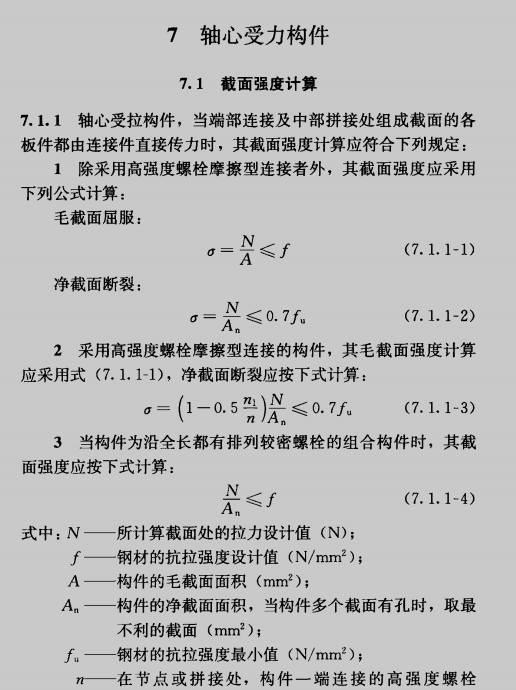 7 轴心受力构件
7.1 截面强度计算
7.1.1 轴心受拉构件，当端部连接及中部拼接处组成截面的各
板件都由连接件直接传力时，其截面强度计算应符合下列规定：
1 除采用高强度螺栓摩擦型连接者外，其截面强度应采用
下列公式计算：
毛截面屈服：
σ = N/A ≤ f (7.1.1-1)
净截面断裂：
σ = N/Aₙ ≤ 0.7fᵤ (7.1.1-2)
2 采用高强度螺栓摩擦型连接的构件，其毛截面强度计算
应采用式（7.1.1-1），净截面断裂应按下式计算：
σ = (1－0.5 n₁/n) N/Aₙ ≤ 0.7fᵤ (7.1.1-3)
3 当构件为沿全长都有排列较密螺栓的组合构件时，其截
面强度应按下式计算：
N/Aₙ ≤ f (7.1.1-4)
式中：N——所计算截面处的拉力设计值（N）；
f——钢材的抗拉强度设计值（N/mm²）；
A——构件的毛截面面积（mm²）；
Aₙ——构件的净截面面积，当构件多个截面有孔时，取最
不利的截面（mm²）；
fᵤ——钢材的抗拉强度最小值（N/mm²）；
n——在节点或拼接处，构件一端连接的高强度螺栓